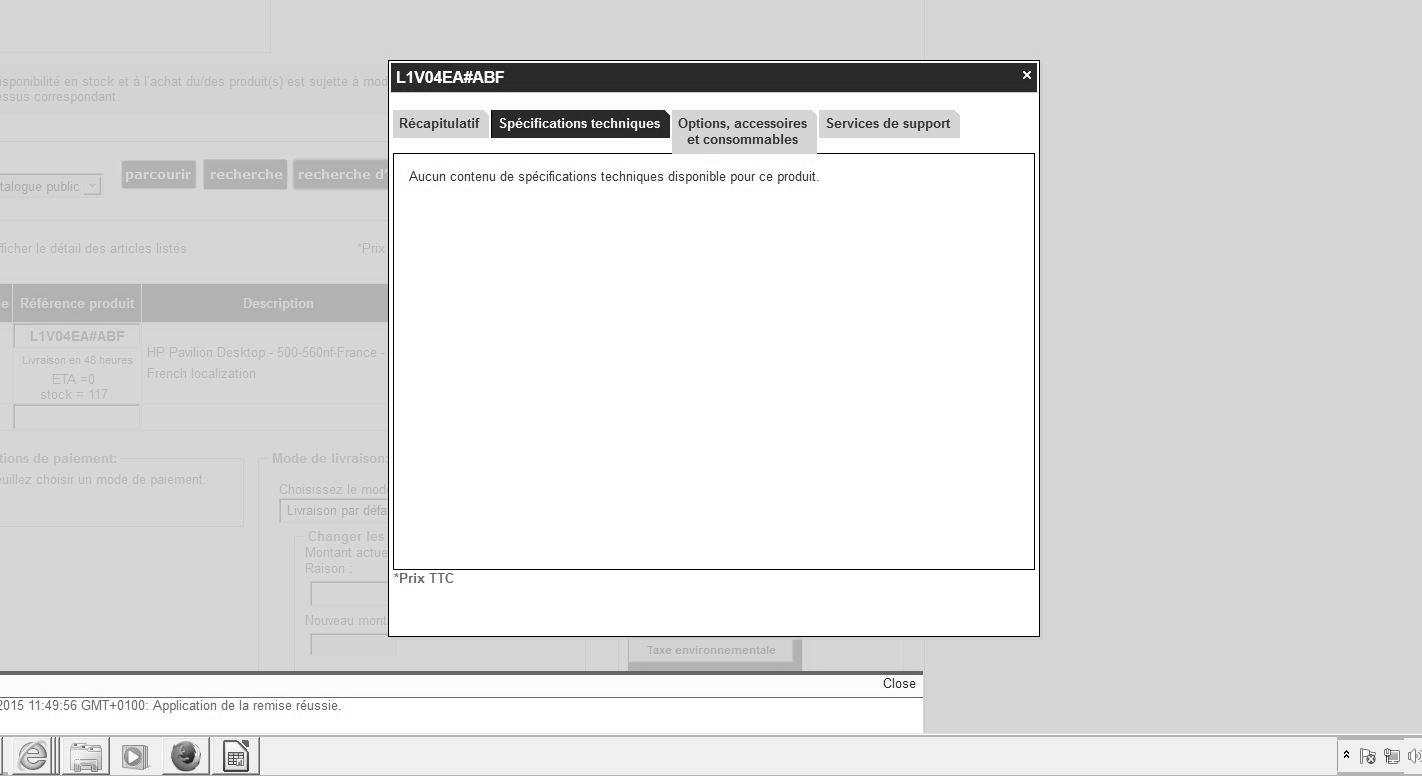 L1V04EA#ABF
×
Récapitulatif
Spécifications techniques
Options, accessoires
et consommables
Services de support
Aucun contenu de spécifications techniques disponible pour ce produit.
*Prix TTC
isponibilité en stock et à l'achat du/des produit(s) est sujette à mod
essus correspondant.
talogue public
parcourir
recherche
recherche d'
fficher le détail des articles listés
*Prix
e
Référence produit
Description
L1V04EA#ABF
Livraison en 48 heures
ETA =0
stock = 117
HP Pavilion Desktop - 500-560nf-France -
French localization
tions de paiement:
euillez choisir un mode de paiement:
Mode de livraison:
Choisissez le mode
Livraison par défa
Changer les
Montant actue
Raison :
Nouveau mont
Taxe environnementale
Close
2015 11:49:56 GMT+0100: Application de la remise réussie.